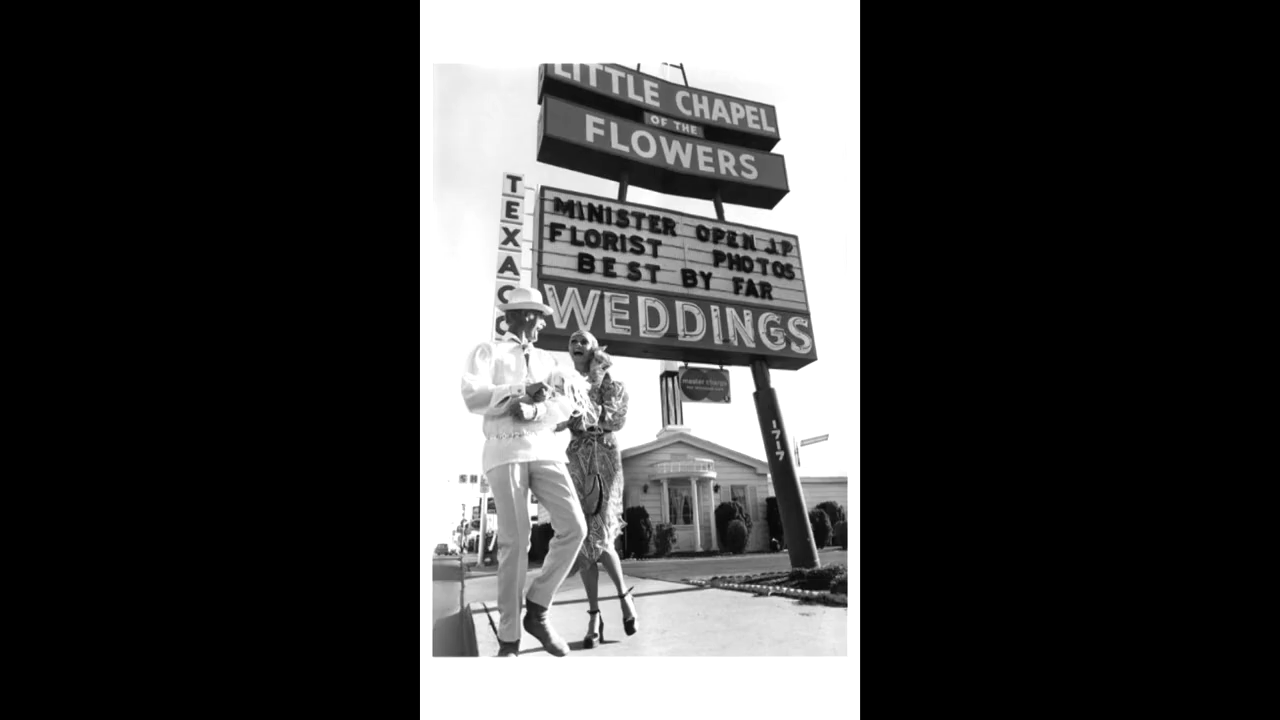 LITTLE CHAPEL
OF THE
FLOWERS
MINISTER OPEN J.P
FLORIST PHOTOS
BEST BY FAR
WEDDINGS
TEXACO
master charge
1717